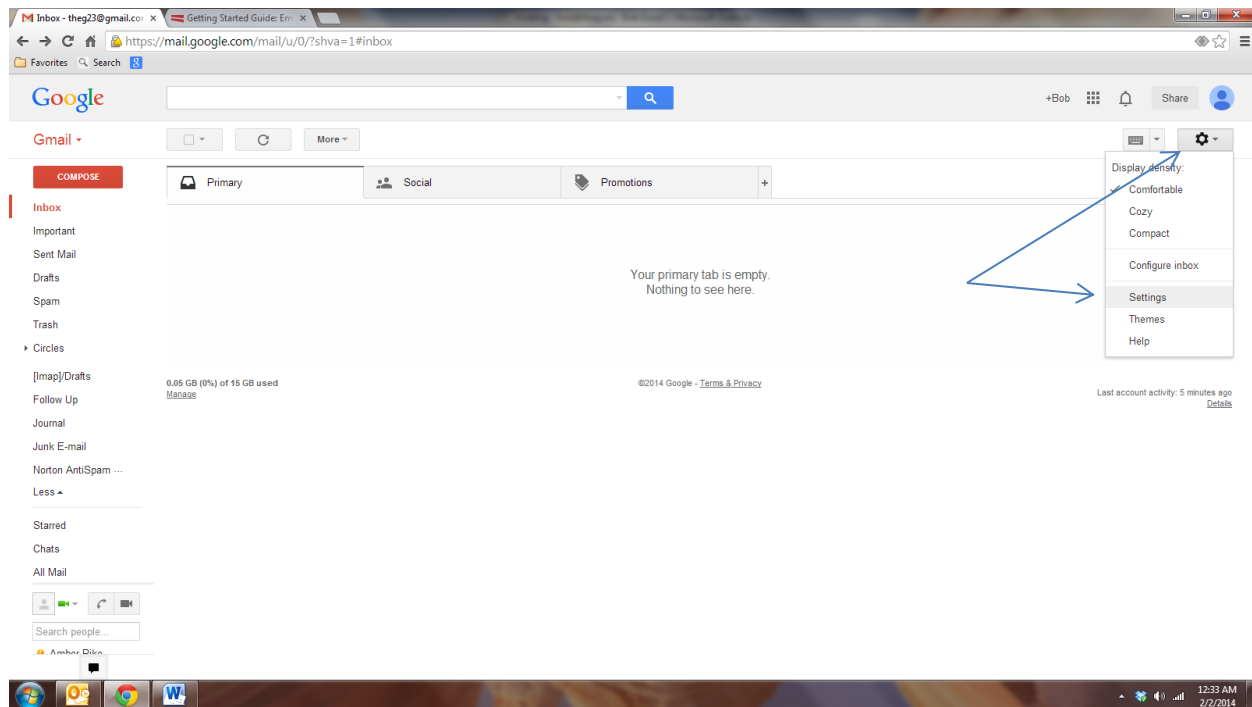 Inbox - theg23@gmail.cor
Getting Started Guide: Em
https://mail.google.com/mail/u/0/?shva=1#inbox
Favorites Search 8
Google
+Bob Share
Gmail
More
COMPOSE
Primary Social Promotions +
Inbox
Important
Sent Mail
Drafts
Spam
Trash
Circles
[Imap]/Drafts
Follow Up
Journal
Junk E-mail
Norton AntiSpam ...
Less
Starred
Chats
All Mail
Search people...
Amber Pike
Your primary tab is empty.
Nothing to see here.
0.05 GB (0%) of 15 GB used
Manage
©2014 Google - Terms & Privacy
Last account activity: 5 minutes ago
Details
Display density:
Comfortable
Cozy
Compact
Configure inbox
Settings
Themes
Help
12:33 AM
2/2/2014